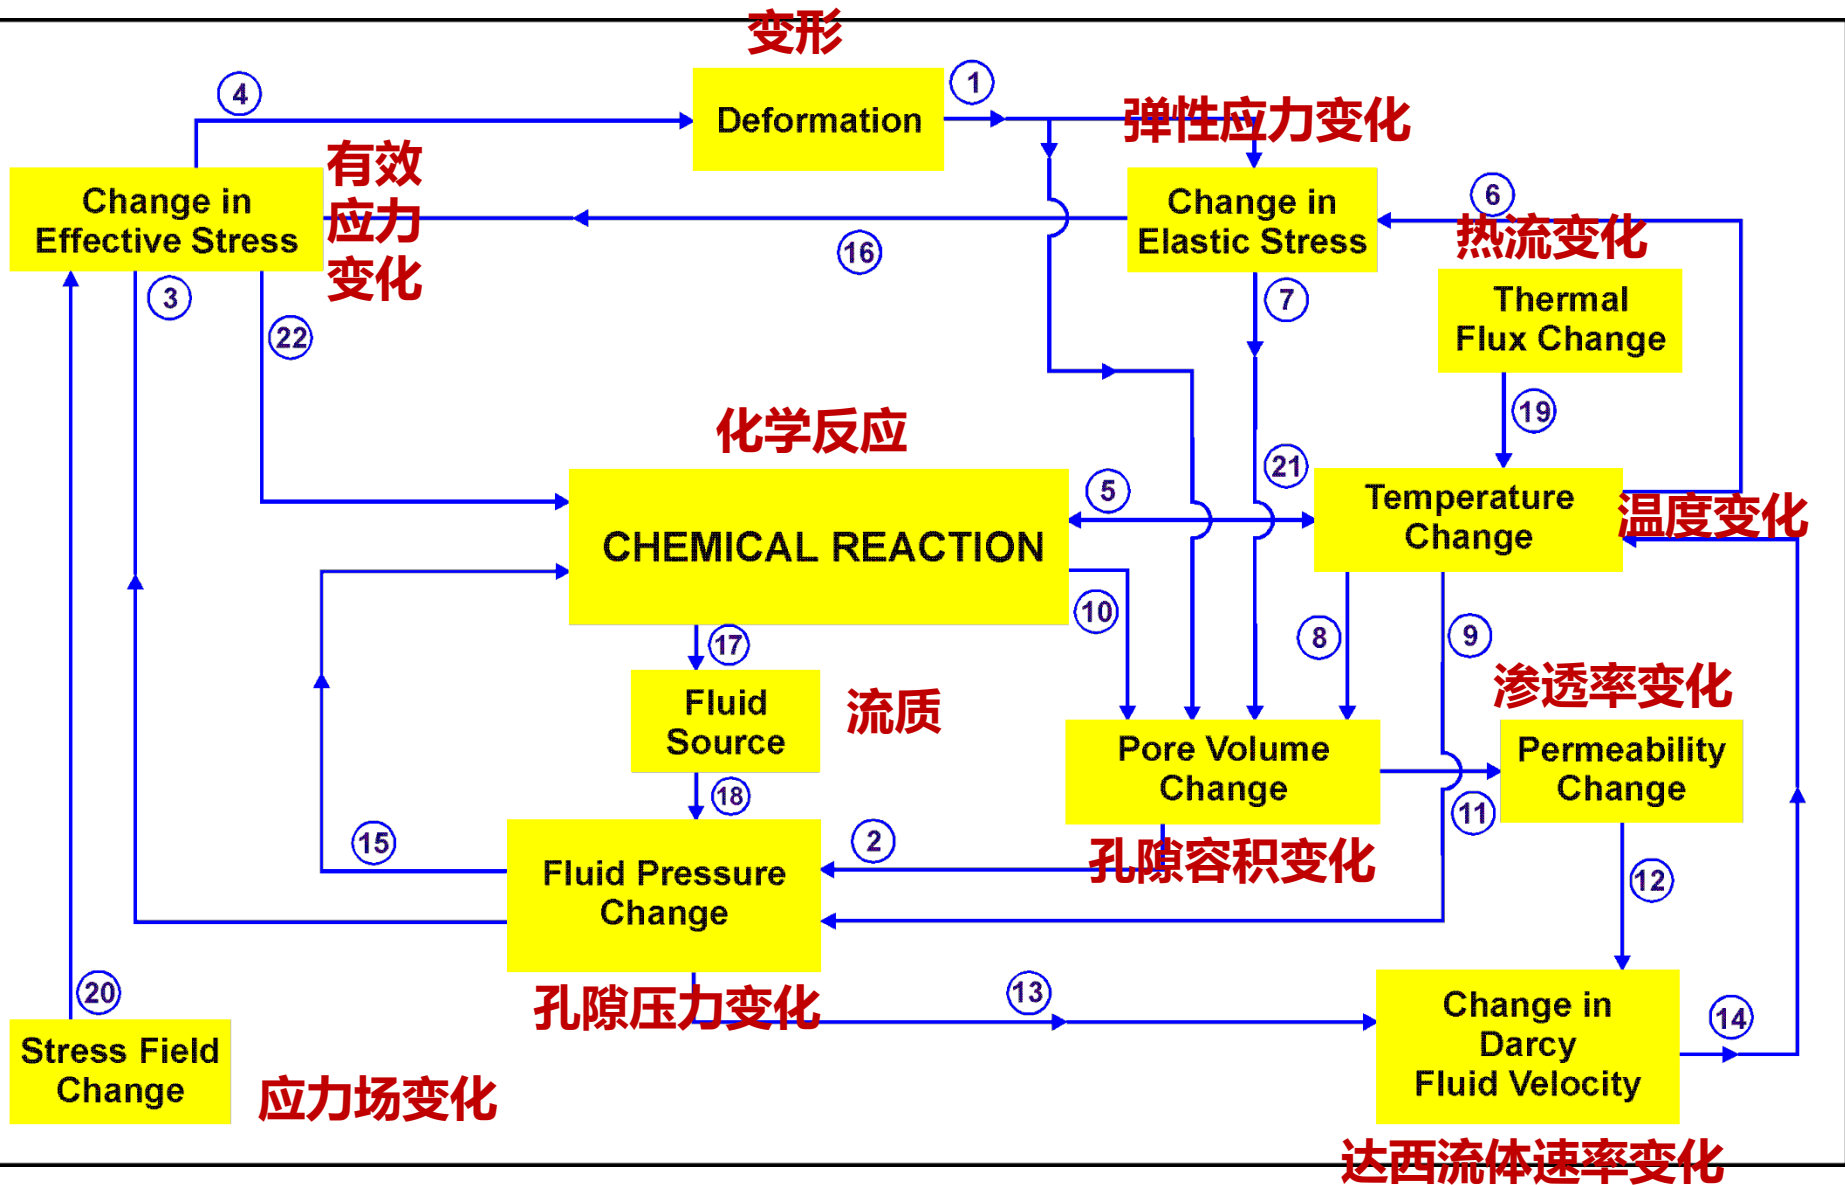 变形
4
1
Deformation
弹性应力变化
有效
应力
变化
Change in
Effective Stress
Change in
Elastic Stress
6
热流变化
16
3
22
7
Thermal
Flux Change
19
化学反应
5
21
CHEMICAL REACTION
Temperature
Change
温度变化
10
17
8
9
Fluid
Source
流质
渗透率变化
18
Pore Volume
Change
Permeability
Change
11
15
2
孔隙容积变化
Fluid Pressure
Change
12
20
孔隙压力变化
13
Change in
Darcy
Fluid Velocity
14
Stress Field
Change
应力场变化
达西流体速率变化